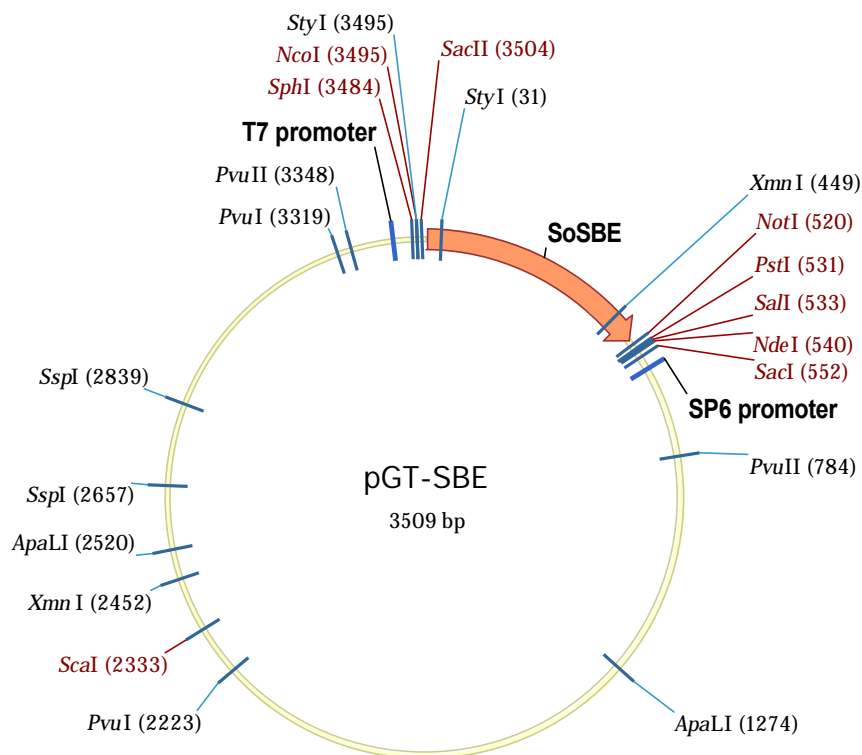 StyI (3495)
NcoI (3495)
SacII (3504)
SphI (3484)
StyI (31)
T7 promoter
PvuII (3348)
XmnI (449)
PvuI (3319)
NotI (520)
SoSBE
PstI (531)
SalI (533)
NdeI (540)
SacI (552)
SspI (2839)
SP6 promoter
PvuII (784)
pGT-SBE
SspI (2657)
3509 bp
ApaLI (2520)
XmnI (2452)
ScaI (2333)
PvuI (2223)
ApaLI (1274)